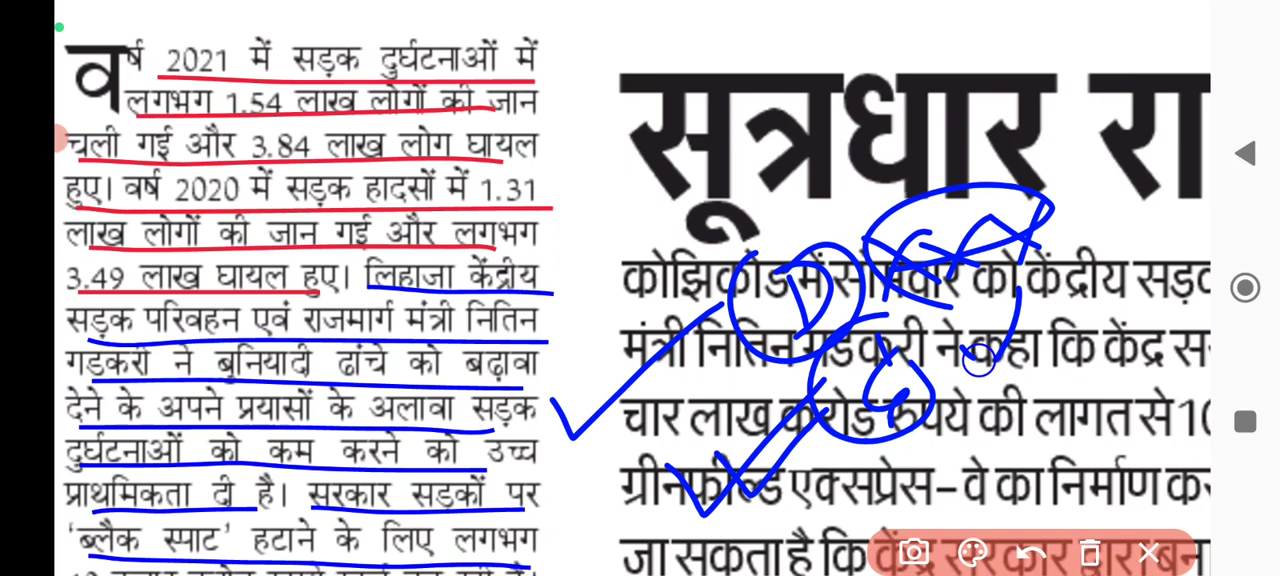 वर्ष 2021 में सड़क दुर्घटनाओं में
लगभग 1.54 लाख लोगों की जान
चली गई और 3.84 लाख लोग घायल
हुए। वर्ष 2020 में सड़क हादसों में 1.31
लाख लोगों की जान गई और लगभग
3.49 लाख घायल हुए। लिहाजा केंद्रीय
सड़क परिवहन एवं राजमार्ग मंत्री नितिन
गडकरी ने बुनियादी ढांचे को बढ़ावा
देने के अपने प्रयासों के अलावा सड़क
दुर्घटनाओं को कम करने को उच्च
प्राथमिकता दी है। सरकार सड़कों पर
'ब्लैक स्पाट' हटाने के लिए लगभग
सूत्रधार रा
कोझिकोड में सोमवार को केंद्रीय सड़क
मंत्री नितिन गडकरी ने कहा कि केंद्र स
चार लाख करोड़ रुपये की लागत से 10
ग्रीनफील्ड एक्सप्रेस-वे का निर्माण क
जा सकता है कि केंद्र सरकार द्वारा बन
D